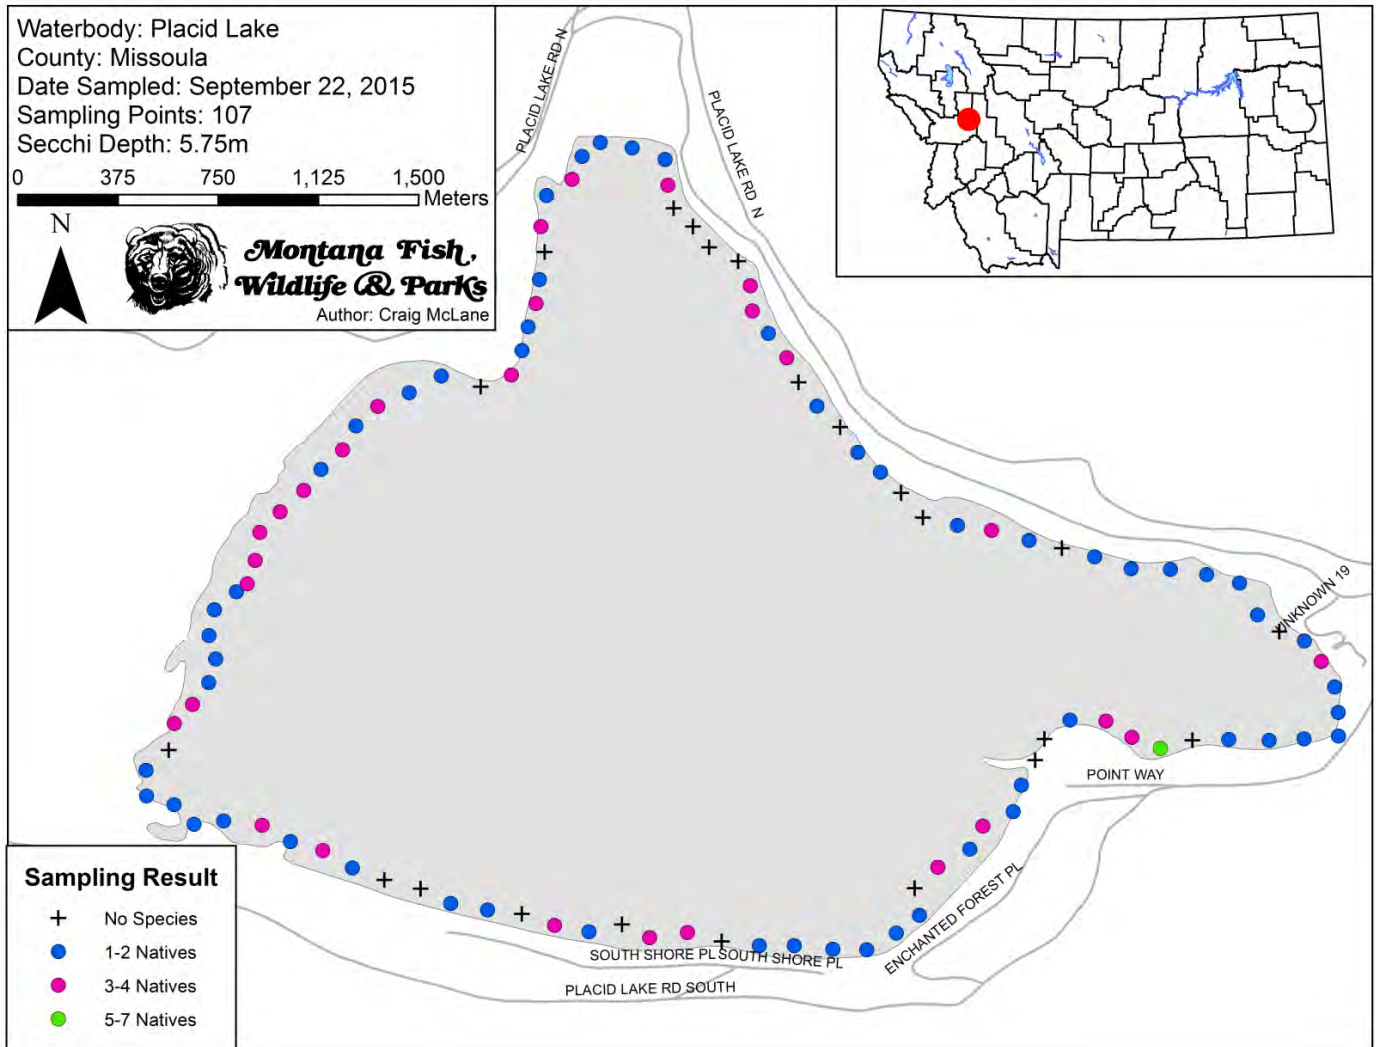 Waterbody: Placid Lake
County: Missoula
Date Sampled: September 22, 2015
Sampling Points: 107
Secchi Depth: 5.75m
0 375 750 1,125 1,500
Meters
N
Montana Fish,
Wildlife & Parks
Author: Craig McLane
PLACID LAKE RD N
PLACID LAKE RD N
UNKNOWN 19
POINT WAY
ENCHANTED FOREST PL
SOUTH SHORE PL SOUTH SHORE PL
PLACID LAKE RD SOUTH
Sampling Result
No Species
1-2 Natives
3-4 Natives
5-7 Natives